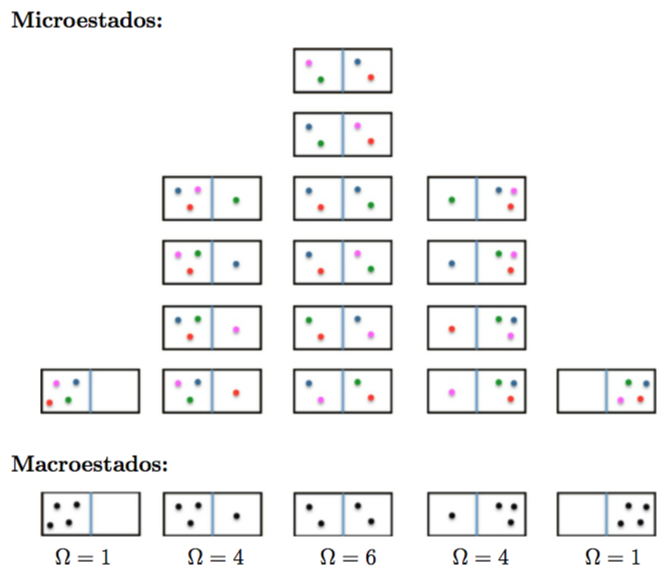 Microestados:
Macroestados:
Ω = 1
Ω = 4
Ω = 6
Ω = 4
Ω = 1